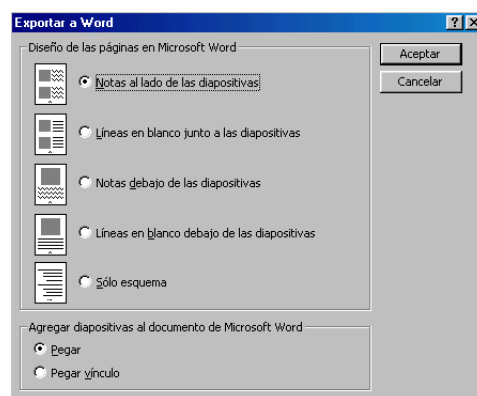 Exportar a Word
Diseño de las páginas en Microsoft Word
Aceptar
Notas al lado de las diapositivas
Cancelar
Líneas en blanco junto a las diapositivas
Notas debajo de las diapositivas
Líneas en blanco debajo de las diapositivas
Sólo esquema
Agregar diapositivas al documento de Microsoft Word
Pegar
Pegar vínculo